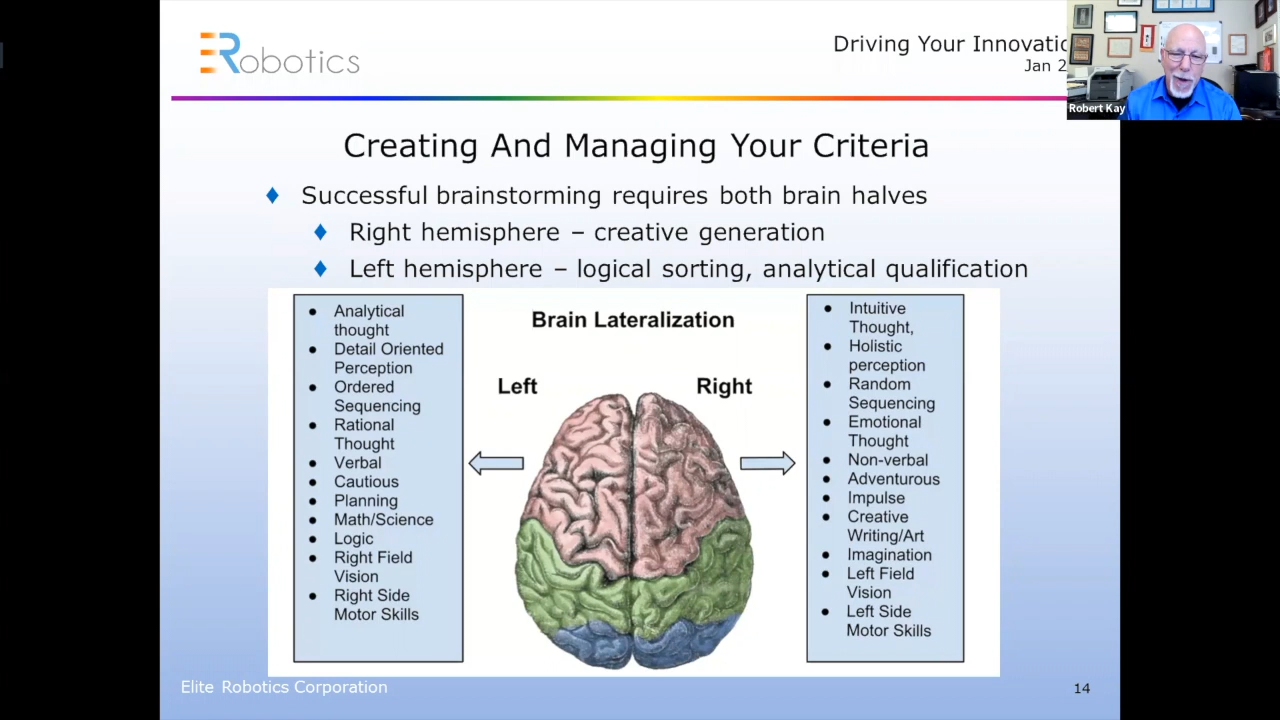 ERobotics
Driving Your Innovatio
Jan 2
Robert Kay
Creating And Managing Your Criteria
Successful brainstorming requires both brain halves
Right hemisphere – creative generation
Left hemisphere – logical sorting, analytical qualification
Brain Lateralization
Left
Right
Analytical
thought
Detail Oriented
Perception
Ordered
Sequencing
Rational
Thought
Verbal
Cautious
Planning
Math/Science
Logic
Right Field
Vision
Right Side
Motor Skills
Intuitive
Thought,
Holistic
perception
Random
Sequencing
Emotional
Thought
Non-verbal
Adventurous
Impulse
Creative
Writing/Art
Imagination
Left Field
Vision
Left Side
Motor Skills
Elite Robotics Corporation
14